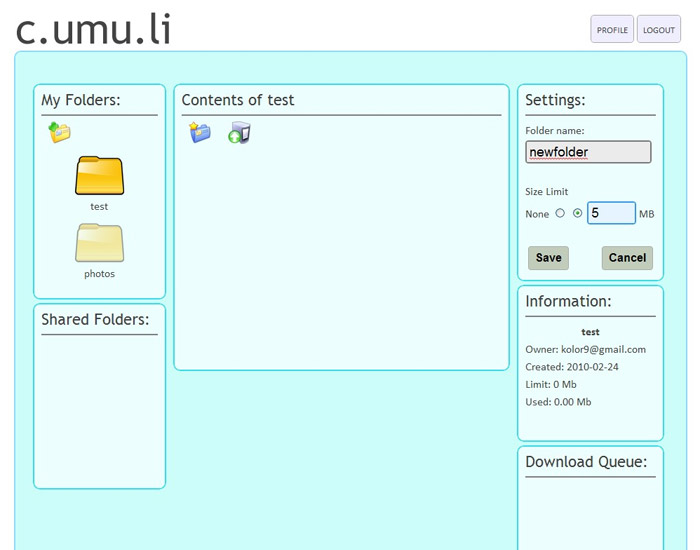 c.umu.li
PROFILE
LOGOUT
My Folders:
test
photos
Shared Folders:
Contents of test
Settings:
Folder name:
newfolder
Size Limit
None 5 MB
Save Cancel
Information:
test
Owner: kolor9@gmail.com
Created: 2010-02-24
Limit: 0 Mb
Used: 0.00 Mb
Download Queue: